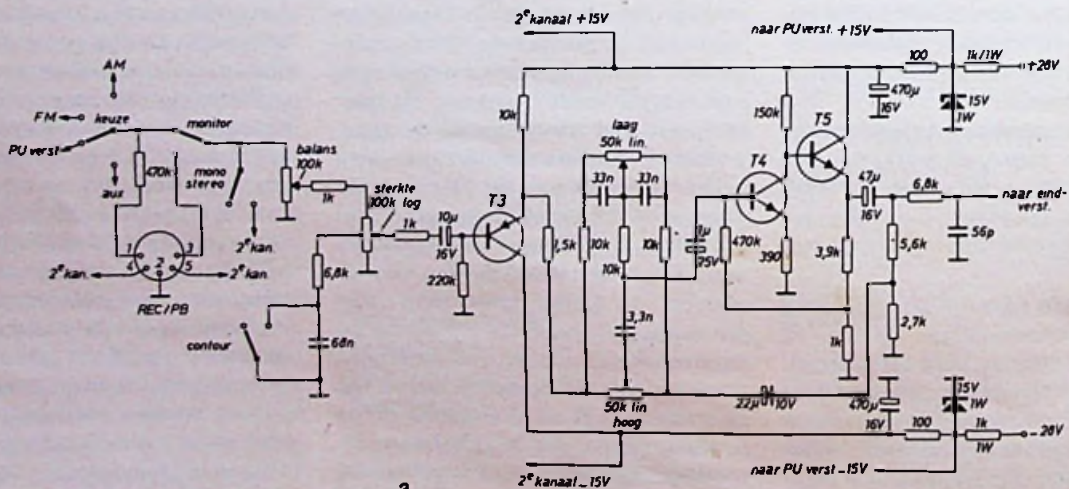 2e kanaal +15V
naar PU verst. +15V
AM
FM
keuze
PU verst
monitor
470k
aux
mono
stereo
balans
100k
1k
sterkte
100k log
2e kan.
1
2
3
4
5
2e kan.
2e kan.
REC/PB
6,8k
contour
68n
1k
10µ
16V
220k
T3
10k
1,5k
laag
50k lin
33n
33n
10k
10k
10k
3,3n
50k lin
hoog
1µ
25V
470k
T4
150k
390
T5
3,9k
1k
47µ
16V
6,8k
5,6k
2,7k
56p
naar eind-
verst.
470µ
16V
100
1k/1W
+28V
15V
1W
22µ
10V
470µ
16V
100
15V
1W
1k
1W
-28V
naar PU verst -15V
2e kanaal -15V
a